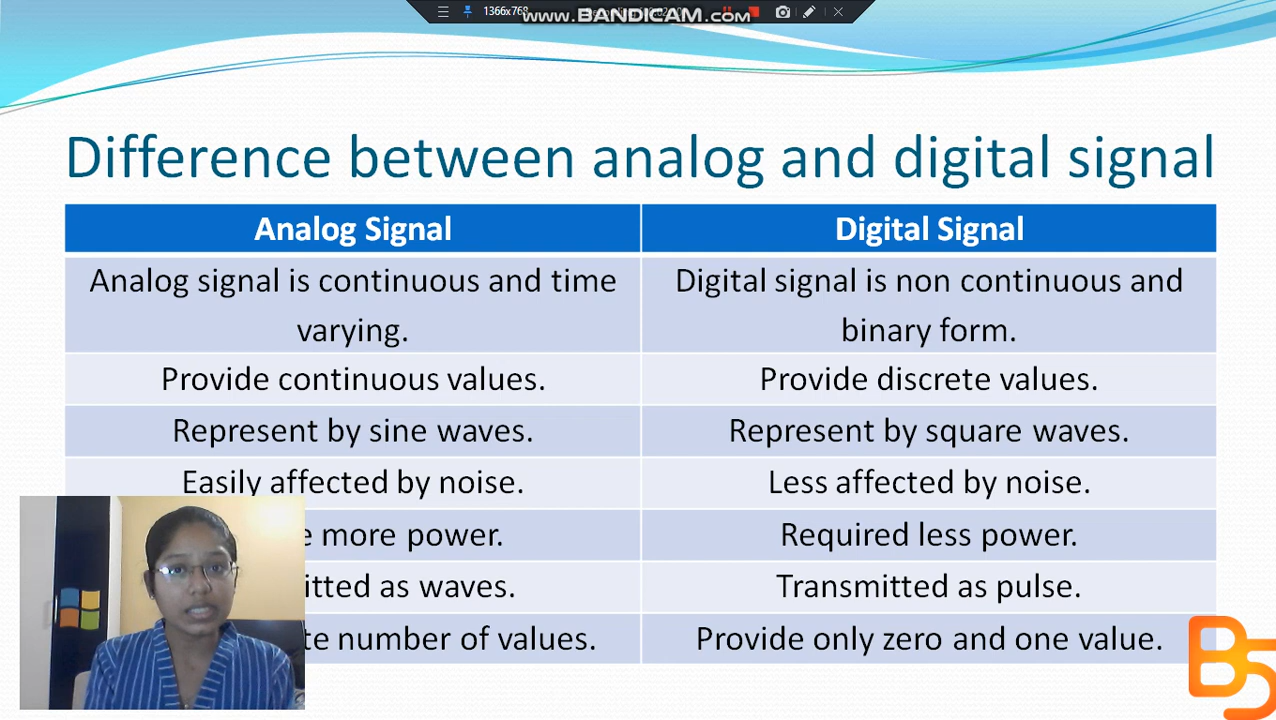 1366x768
www.BANDICAM.com
Difference between analog and digital signal
Analog Signal
Digital Signal
Analog signal is continuous and time
varying.
Digital signal is non continuous and
binary form.
Provide continuous values.
Provide discrete values.
Represent by sine waves.
Represent by square waves.
Easily affected by noise.
Less affected by noise.
more power.
Required less power.
as waves.
Transmitted as pulse.
number of values.
Provide only zero and one value.
B5